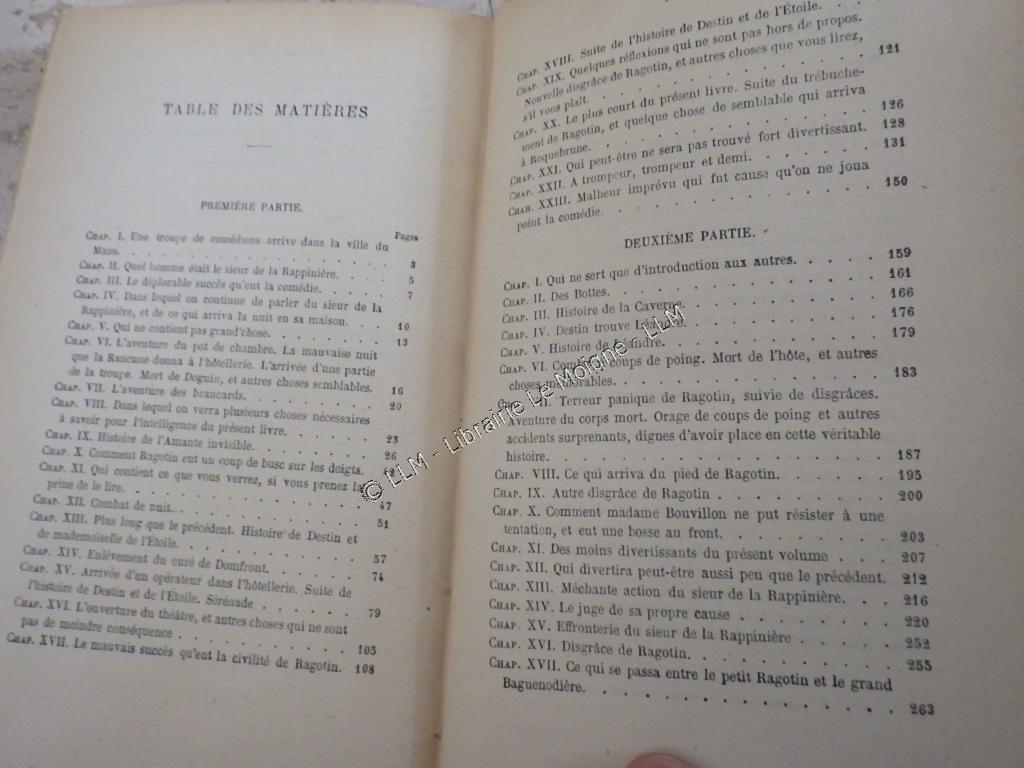 TABLE DES MATIÈRES
PREMIÈRE PARTIE.
Pages
CHAP. I. Une troupe de comédiens arrive dans la ville du
Mans. 3
CHAP. II. Quel homme était le sieur de la Rappinière. 5
CHAP. III. Le déplorable succès qu'eut la comédie. 7
CHAP. IV. Dans lequel on continue de parler du sieur de la
Rappinière, et de ce qui arriva la nuit en sa maison. 10
CHAP. V. Qui ne contient pas grand'chose. 13
CHAP. VI. L'aventure du pot de chambre. La mauvaise nuit
que la Rancune donna à l'hôtellerie. L'arrivée d'une partie
de la troupe. Mort de Doguin, et autres choses semblables. 16
CHAP. VII. L'aventure des brancards. 20
CHAP. VIII. Dans lequel on verra plusieurs choses nécessaires
à savoir pour l'intelligence du présent livre. 23
CHAP. IX. Histoire de l'Amante invisible. 26
CHAP. X. Comment Ragotin eut un coup de busc sur les doigts.
CHAP. XI. Qui contient ce que vous verrez, si vous prenez la
peine de le lire. 47
CHAP. XII. Combat de nuit. 51
CHAP. XIII. Plus long que le précédent. Histoire de Destin et
de mademoiselle de l'Étoile. 57
CHAP. XIV. Enlèvement du curé de Domfront. 74
CHAP. XV. Arrivée d'un opérateur dans l'hôtellerie. Suite de
l'histoire de Destin et de l'Étoile. Sérénade 79
CHAP. XVI. L'ouverture du théâtre, et autres choses qui ne sont
pas de moindre conséquence 105
CHAP. XVII. Le mauvais succès qu'eut la civilité de Ragotin. 108
CHAP. XVIII. Suite de l'histoire de Destin et de l'Étoile.
CHAP. XIX. Quelques réflexions qui ne sont pas hors de propos.
Nouvelle disgrâce de Ragotin, et autres choses que vous lirez,
s'il vous plaît. 121
CHAP. XX. Le plus court du présent livre. Suite du trébuche-
ment de Ragotin, et quelque chose de semblable qui arriva
à Roquebrune. 126
CHAP. XXI. Qui peut-être ne sera pas trouvé fort divertissant. 128
CHAP. XXII. A trompeur, trompeur et demi. 131
CHAH. XXIII. Malheur imprévu qui fut cause qu'on ne joua
point la comédie. 150
DEUXIÈME PARTIE.
CHAP. I. Qui ne sert que d'introduction aux autres. 159
CHAP. II. Des Bottes. 161
CHAP. III. Histoire de la Caverne. 166
CHAP. IV. Destin trouve Léandre. 176
CHAP. V. Histoire de Léandre. 179
CHAP. VI. Combat à coups de poing. Mort de l'hôte, et autres
choses mémorables. 183
CHAP. VII. Terreur panique de Ragotin, suivie de disgrâces.
Aventure du corps mort. Orage de coups de poing et autres
accidents surprenants, dignes d'avoir place en cette véritable
histoire. 187
CHAP. VIII. Ce qui arriva du pied de Ragotin. 195
CHAP. IX. Autre disgrâce de Ragotin 200
CHAP. X. Comment madame Bouvillon ne put résister à une
tentation, et eut une bosse au front. 203
CHAP. XI. Des moins divertissants du présent volume 207
CHAP. XII. Qui divertira peut-être aussi peu que le précédent. 212
CHAP. XIII. Méchante action du sieur de la Rappinière. 216
CHAP. XIV. Le juge de sa propre cause 220
CHAP. XV. Effronterie du sieur de la Rappinière 252
CHAP. XVI. Disgrâce de Ragotin. 255
CHAP. XVII. Ce qui se passa entre le petit Ragotin et le grand
Baguenodière. 263
© LLM - Librairie Le Moigne - LLM